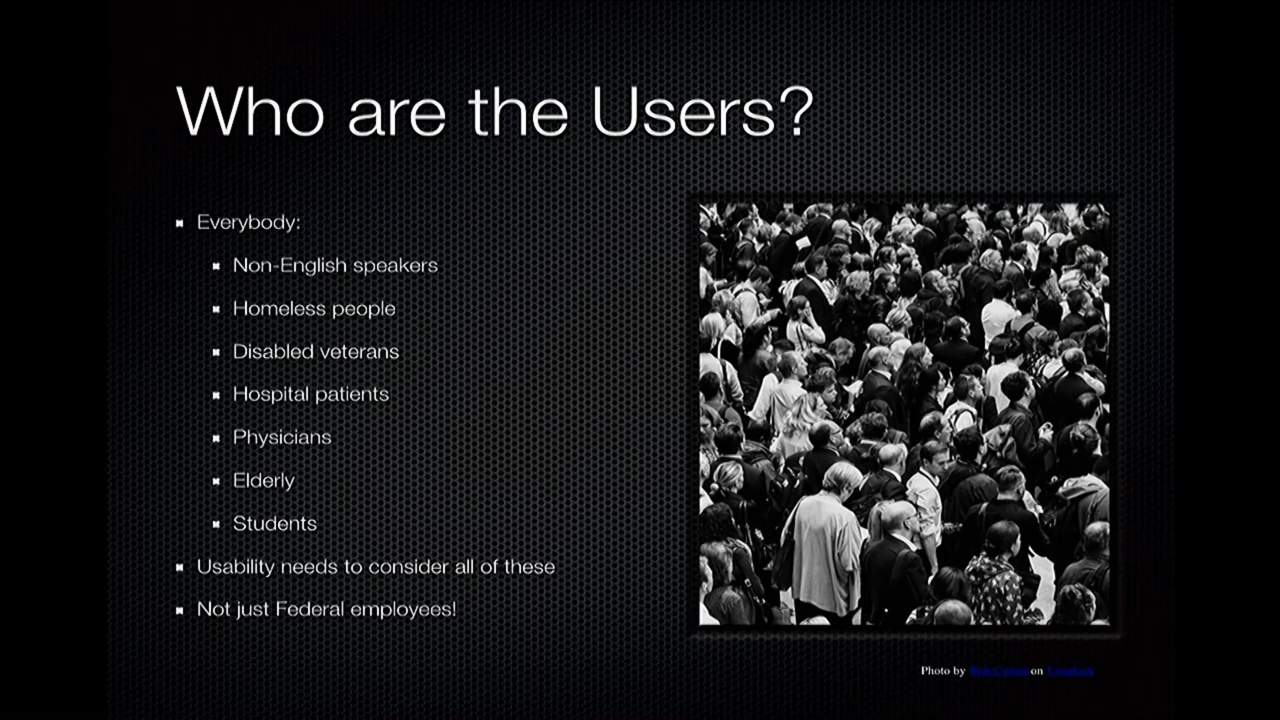 Who are the Users?
Everybody:
Non-English speakers
Homeless people
Disabled veterans
Hospital patients
Physicians
Elderly
Students
Usability needs to consider all of these
Not just Federal employees!
Photo by on